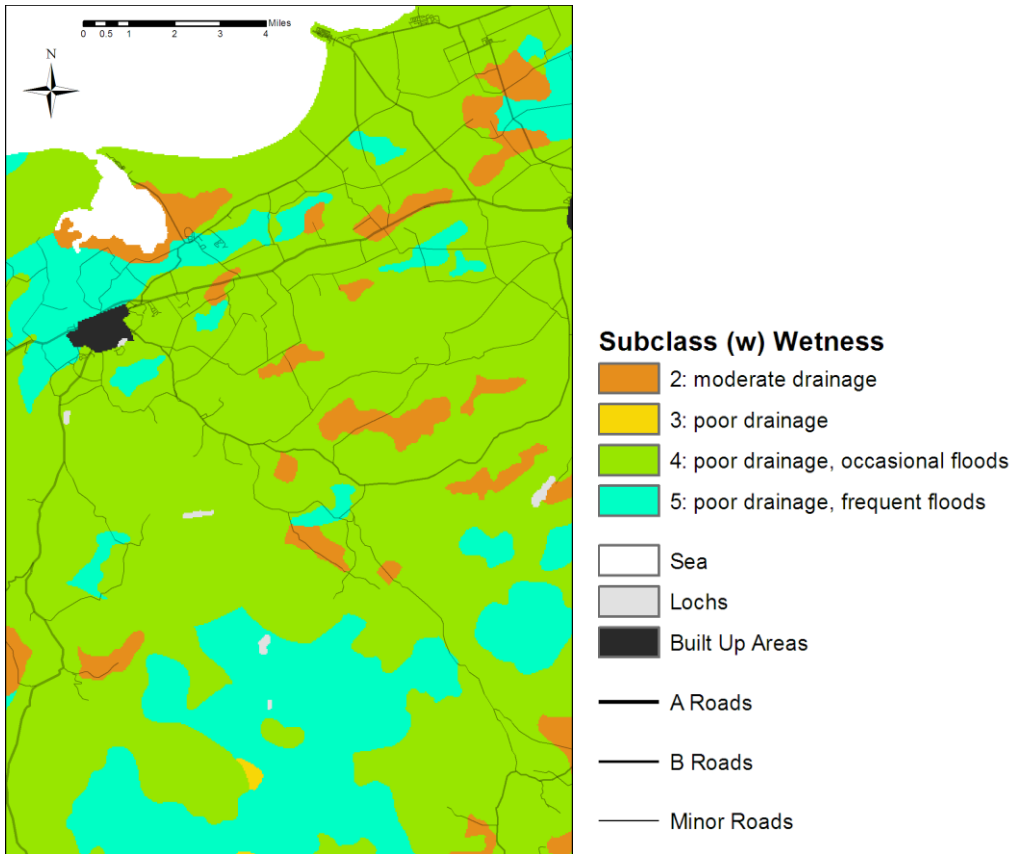 Miles
0 0.5 1 2 3 4
N
Subclass (w) Wetness
2: moderate drainage
3: poor drainage
4: poor drainage, occasional floods
5: poor drainage, frequent floods
Sea
Lochs
Built Up Areas
A Roads
B Roads
Minor Roads